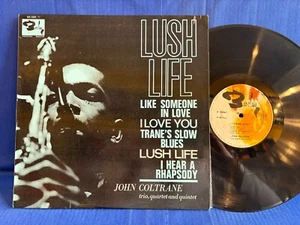 LUSH
LIFE
LIKE SOMEONE
IN LOVE
I LOVE YOU
TRANE'S SLOW
BLUES
LUSH LIFE
I HEAR A
RHAPSODY
JOHN COLTRANE
trio, quartet and quintet